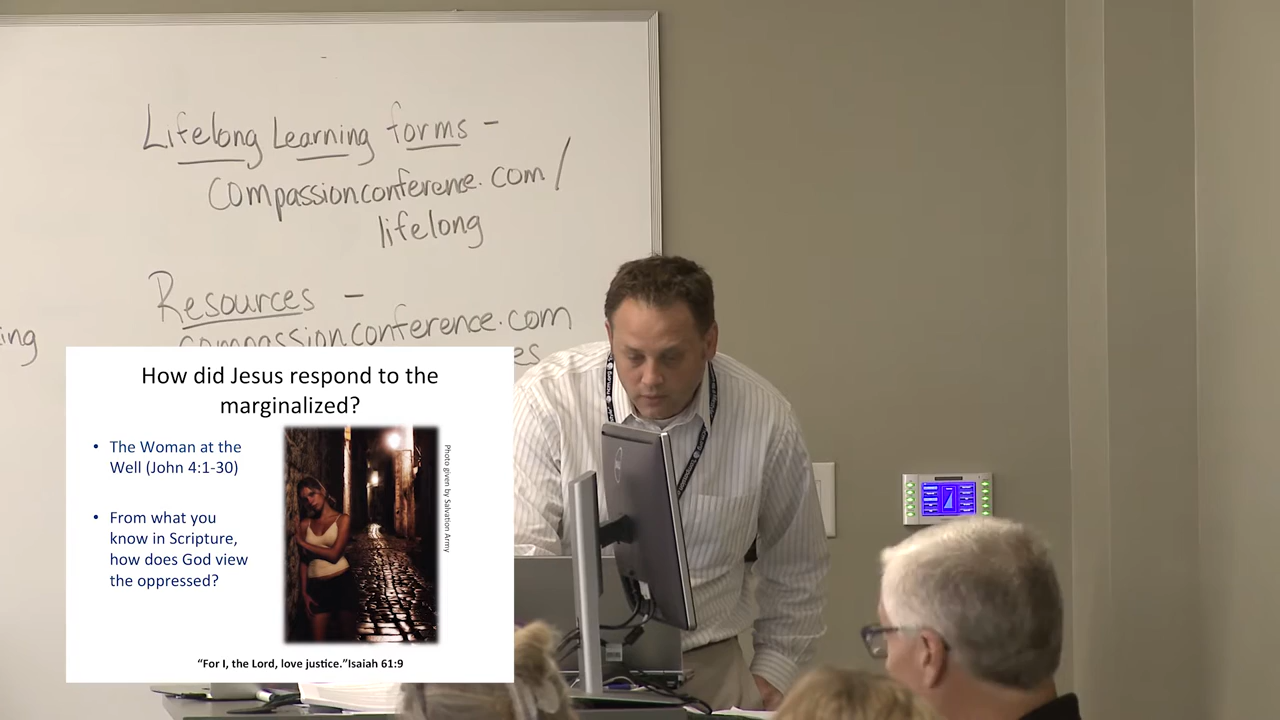 Lifelong Learning forms -
compassionconference.com/
lifelong
Resources -
compassionconference.com
es
ing
How did Jesus respond to the
marginalized?
• The Woman at the
Well (John 4:1-30)
• From what you
know in Scripture,
how does God view
the oppressed?
Photo given by Salvation Army
“For I, the Lord, love justice.”Isaiah 61:9